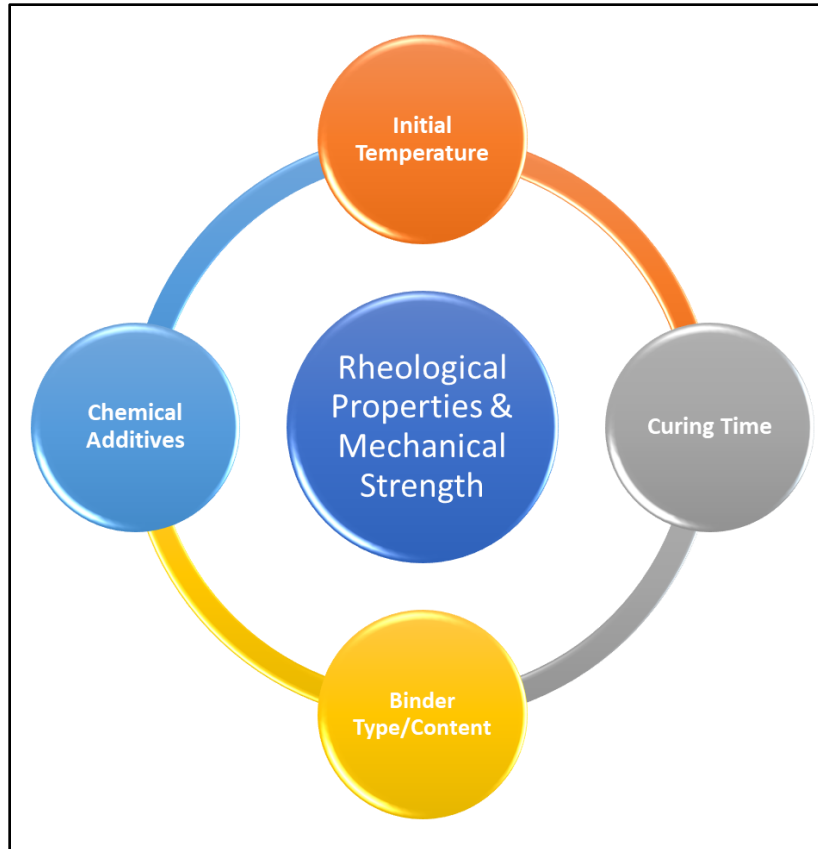 Initial
Temperature
Rheological
Properties &
Mechanical
Strength
Chemical
Additives
Curing Time
Binder
Type/Content